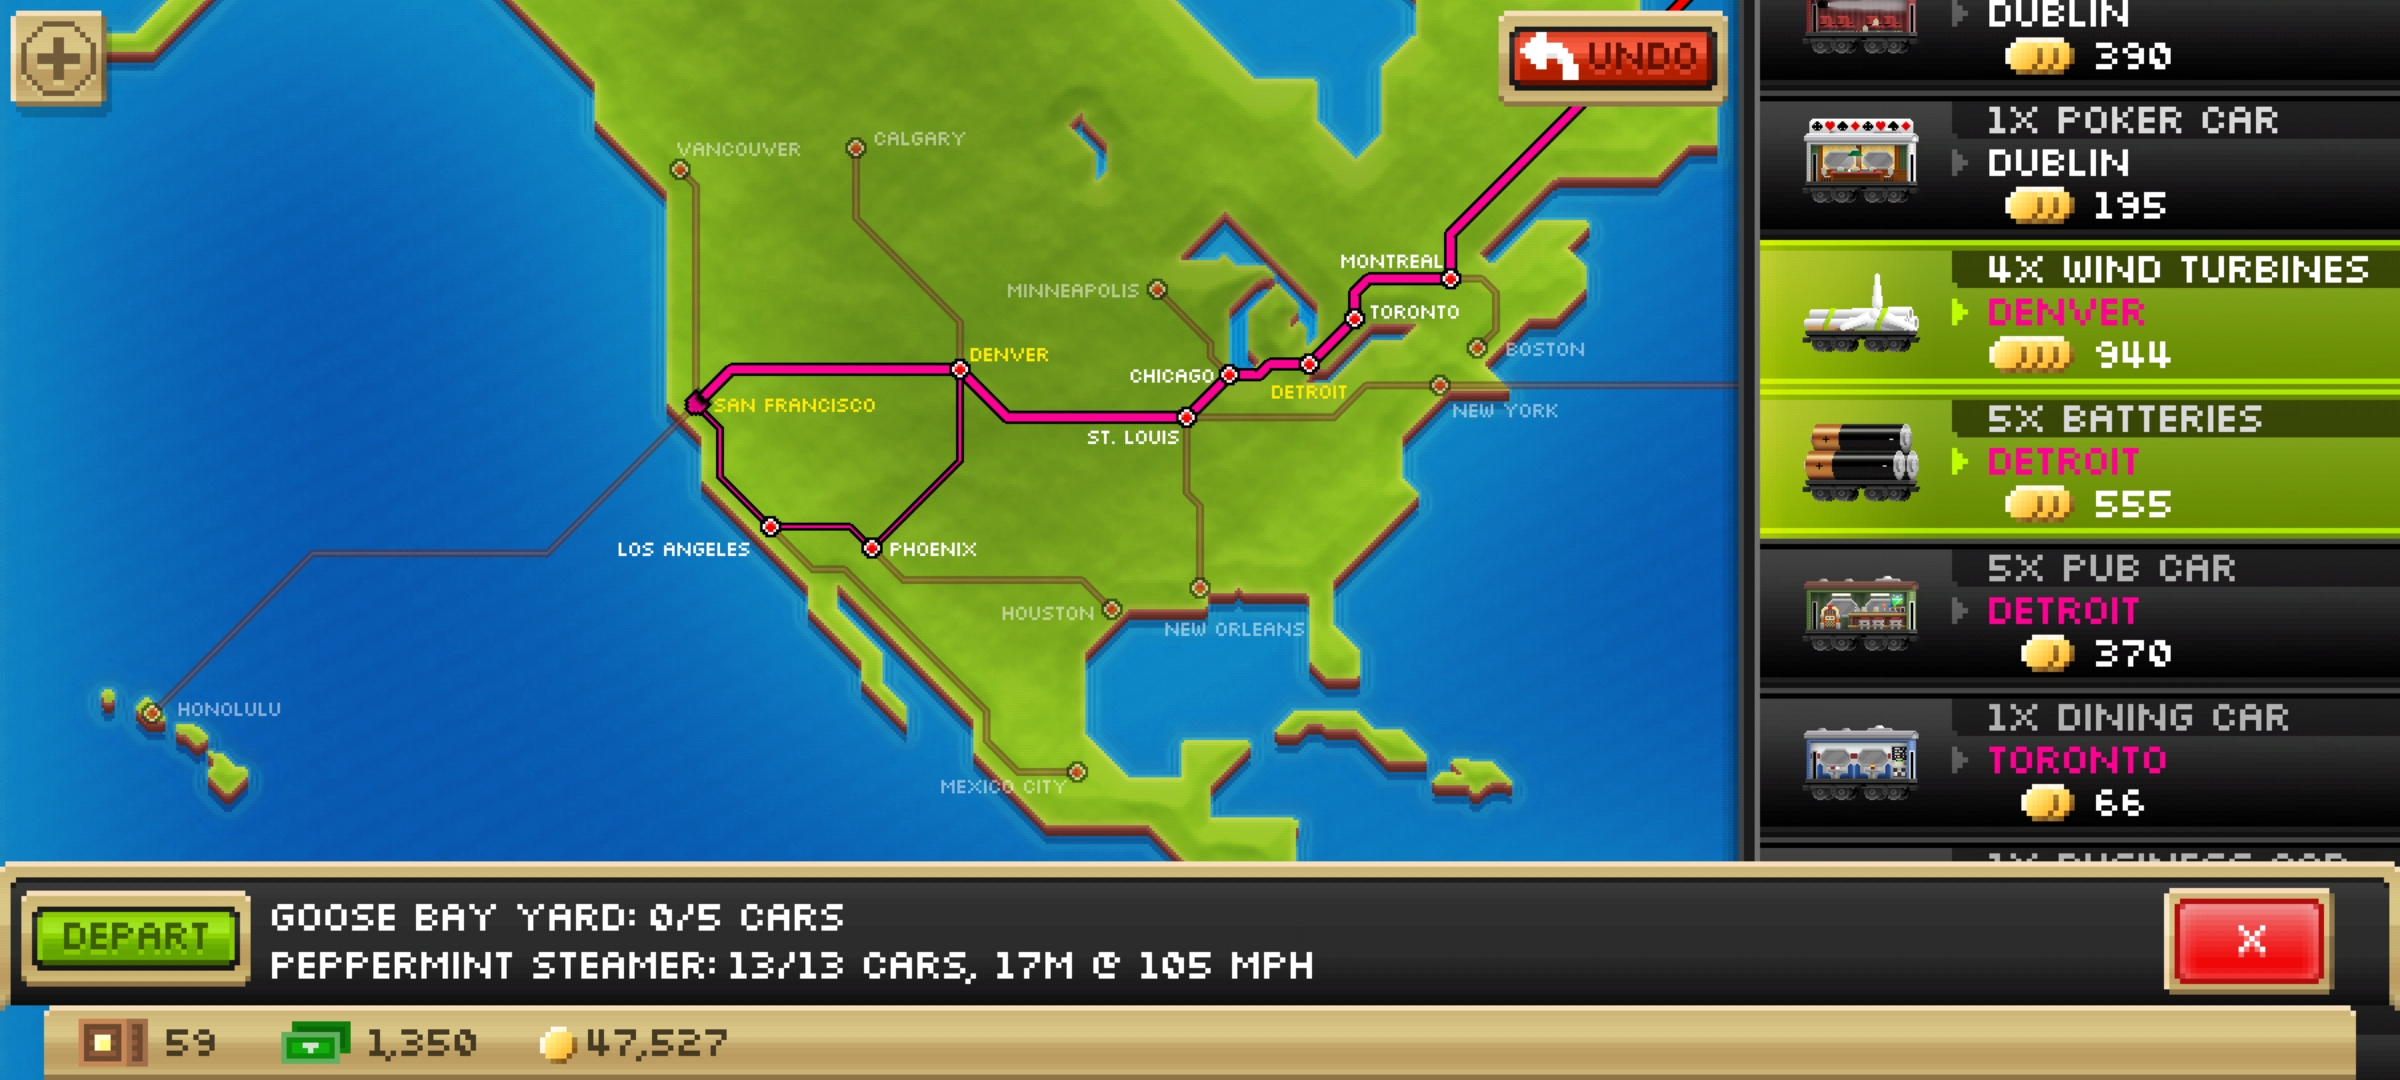 UNDO
VANCOUVER
CALGARY
MINNEAPOLIS
MONTREAL
TORONTO
BOSTON
DENVER
CHICAGO
DETROIT
SAN FRANCISCO
NEW YORK
ST. LOUIS
LOS ANGELES
PHOENIX
HOUSTON
NEW ORLEANS
HONOLULU
MEXICO CITY
DUBLIN
390
1X POKER CAR
DUBLIN
195
4X WIND TURBINES
DENVER
944
5X BATTERIES
DETROIT
555
5X PUB CAR
DETROIT
370
1X DINING CAR
TORONTO
66
1X BUSINESS CAR
DEPART
GOOSE BAY YARD: 0/5 CARS
PEPPERMINT STEAMER: 13/13 CARS, 17M @ 105 MPH
X
59
1,350
47,527